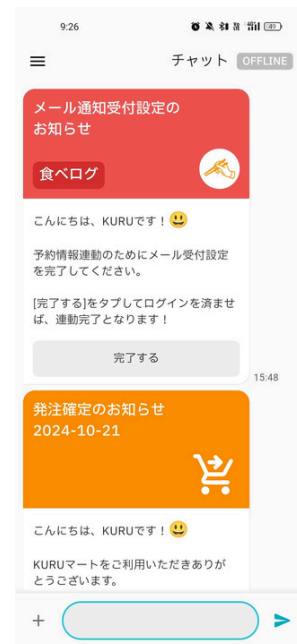 9:26
49
チャット OFFLINE
メール通知受付設定の
お知らせ
食べログ
こんにちは、KURUです！😃
予約情報連動のためにメール受付設定
を完了してください。
[完了する]をタプしてログインを済ませ
ば、連動完了となります！
完了する
15:48
発注確定のお知らせ
2024-10-21
こんにちは、KURUです！😃
KURUマートをご利用いただきありが
とうございます。